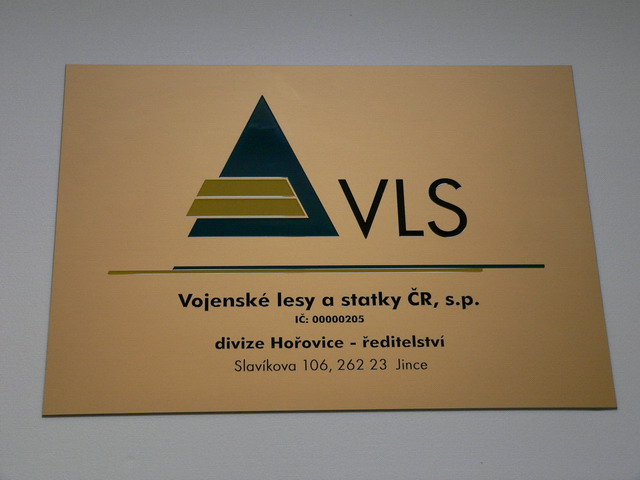 VLS
Vojenské lesy a statky ČR, s.p.
IČ: 00000205
divize Hořovice - ředitelství
Slavíkova 106, 262 23 Jince